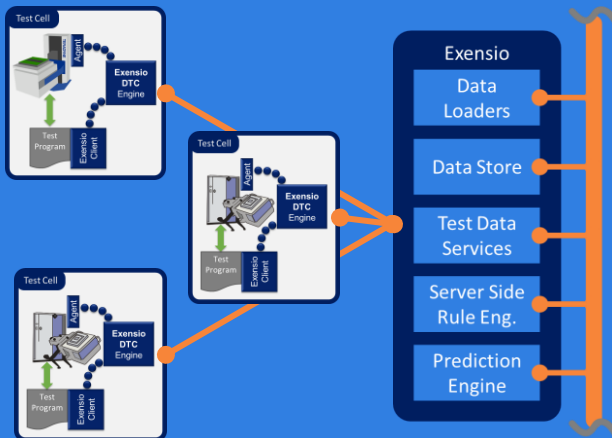 Test Cell
Agent
Exensio
DTC
Engine
Test
Program
Exensio
Client
Test Cell
Agent
Exensio
DTC
Engine
Test
Program
Exensio
Client
Test Cell
Agent
Exensio
DTC
Engine
Test
Program
Exensio
Client
Exensio
Data
Loaders
Data Store
Test Data
Services
Server Side
Rule Eng.
Prediction
Engine